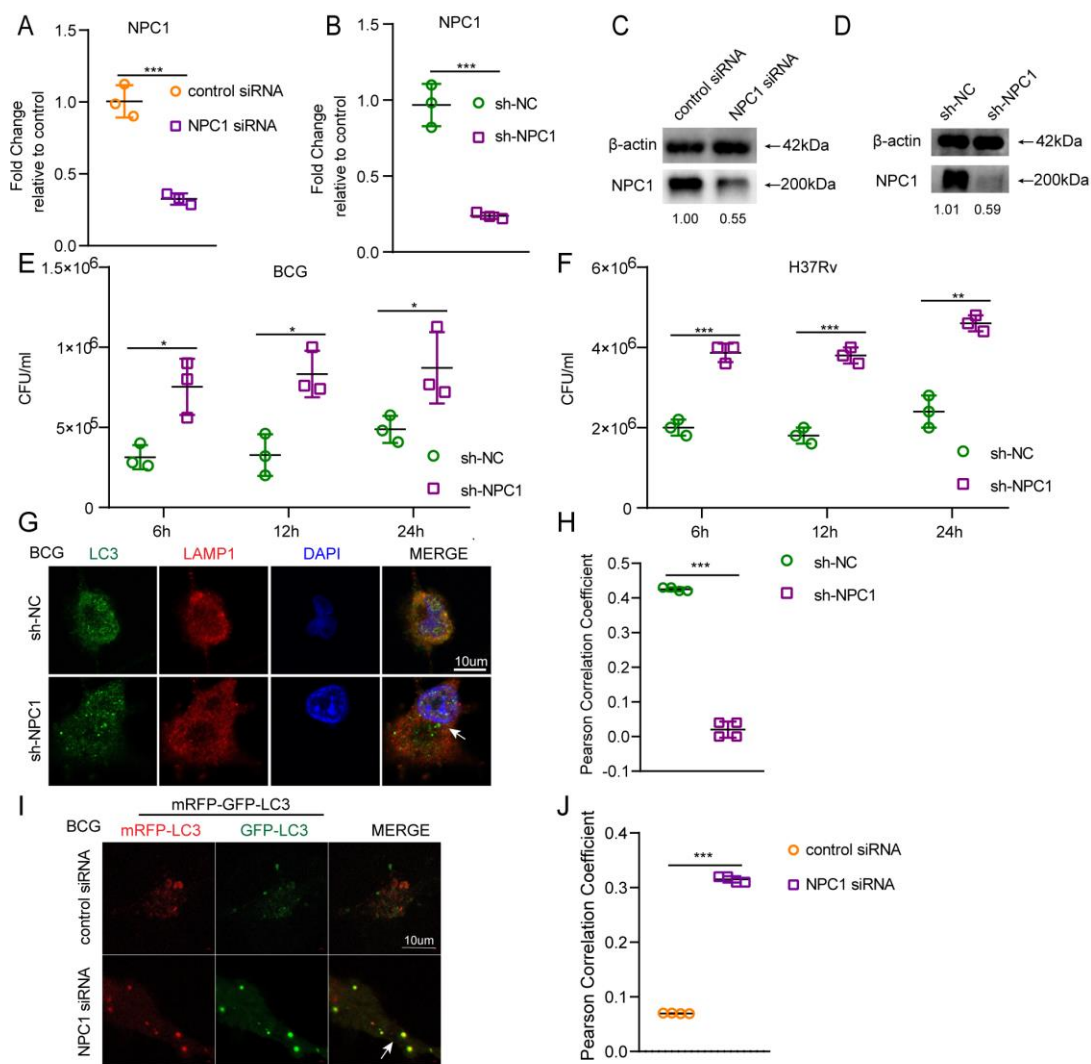 A
NPC1
Fold Change
relative to control
1.5
1.0
0.5
0.0
***
control siRNA
NPC1 siRNA
B
NPC1
Fold Change
relative to control
1.5
1.0
0.5
0.0
***
sh-NC
sh-NPC1
C
control siRNA
NPC1 siRNA
β-actin
←42kDa
NPC1
←200kDa
1.00 0.55
D
sh-NC
sh-NPC1
β-actin
←42kDa
NPC1
←200kDa
1.01 0.59
E
BCG
CFU/ml
1.5×10⁶
1×10⁶
5×10⁵
0
*
*
*
sh-NC
sh-NPC1
6h 12h 24h
F
H37Rv
CFU/ml
6×10⁶
4×10⁶
2×10⁶
0
***
***
**
sh-NC
sh-NPC1
6h 12h 24h
G
BCG LC3 LAMP1 DAPI MERGE
sh-NC
10um
sh-NPC1
H
Pearson Correlation Coefficient
0.5
0.4
0.3
0.2
0.1
0.0
-0.1
***
sh-NC
sh-NPC1
I
mRFP-GFP-LC3
BCG mRFP-LC3 GFP-LC3 MERGE
control siRNA
10um
NPC1 siRNA
J
Pearson Correlation Coefficient
0.4
0.3
0.2
0.1
0.0
***
control siRNA
NPC1 siRNA